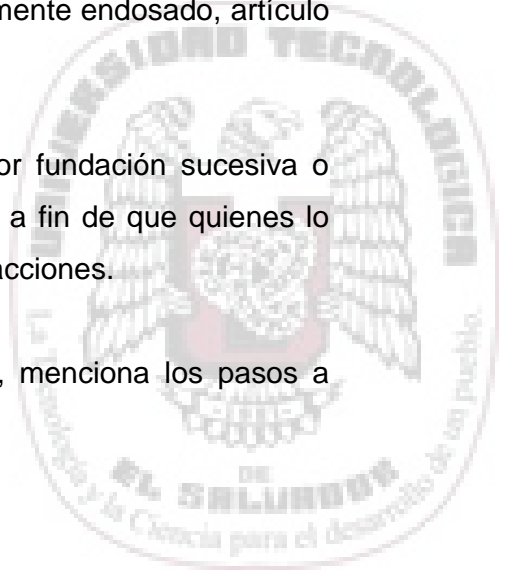 mente endosado, artículo
UNIVERSIDAD TECNOLOGICA
or fundación sucesiva o
a fin de que quienes lo
acciones.
, menciona los pasos a
DE
EL SALVADOR
La Tecnología y la Ciencia para el desarrollo de un pueblo.